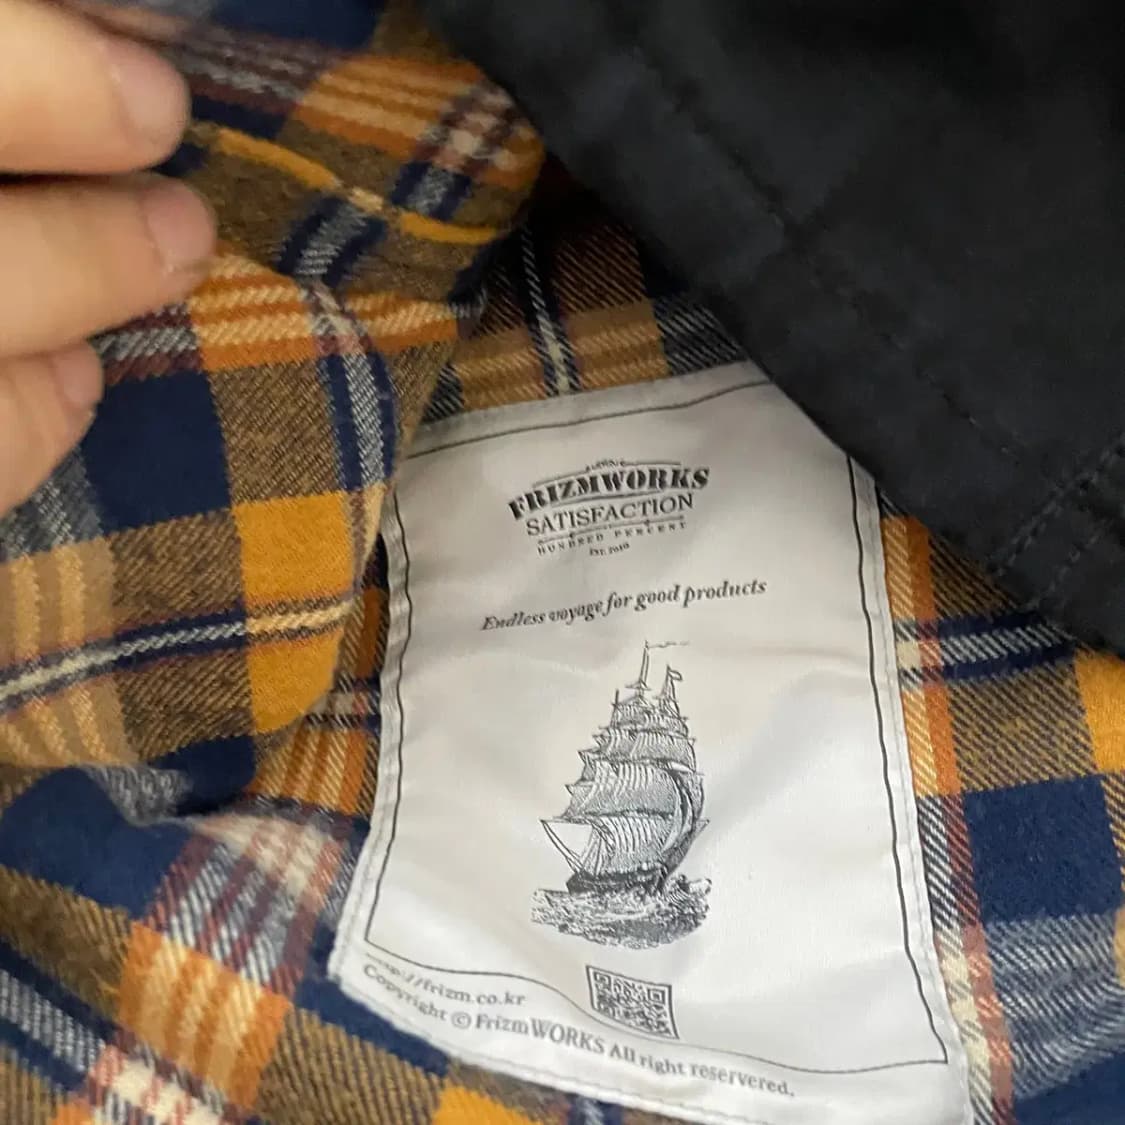 FRIZMWORKS
SATISFACTION
HUNDRED PERCENT
EST. 2010
Endless voyage for good products
http://frizm.co.kr
Copyright © FrizmWORKS All right reservered.